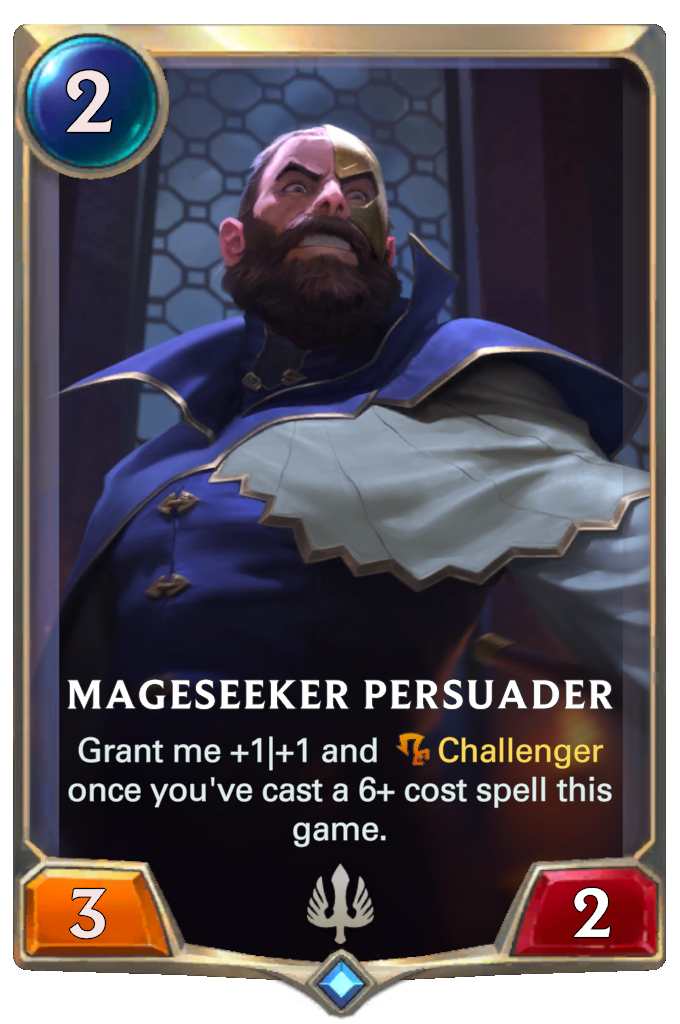 2
MAGESEEKER PERSUADER
Grant me +1|+1 and Challenger
once you've cast a 6+ cost spell this
game.
3
2